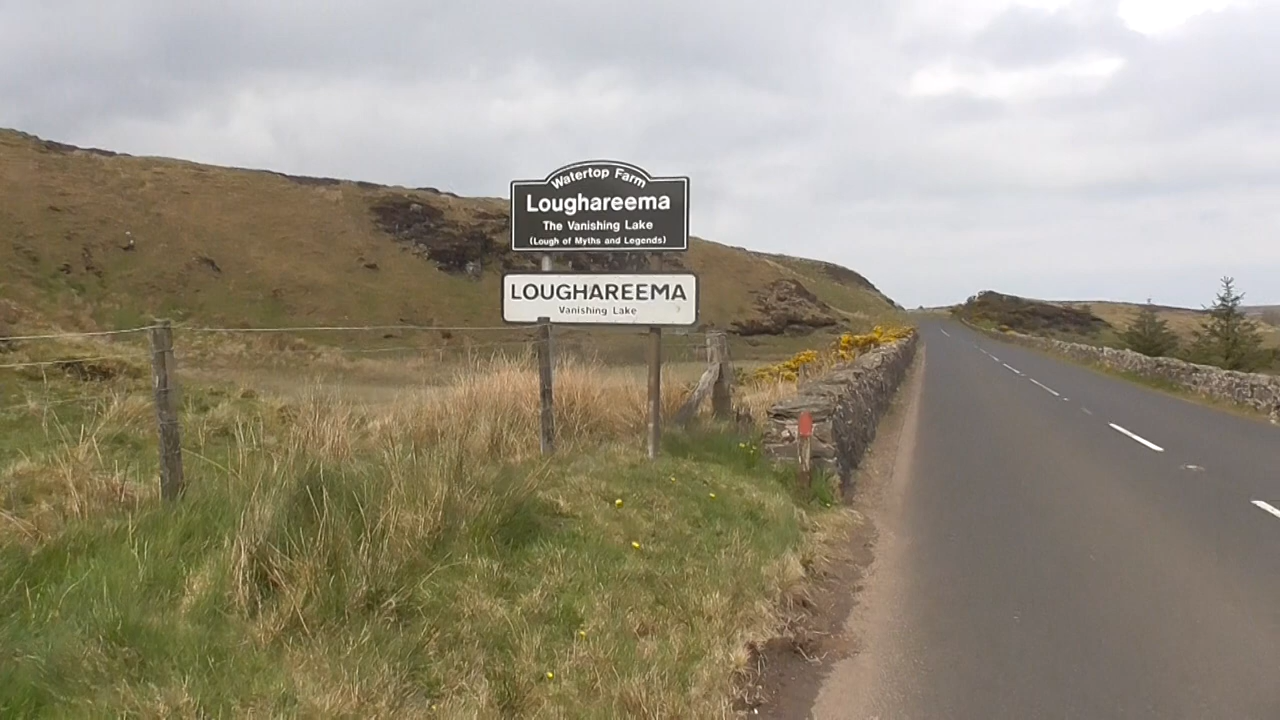 Watertop Farm
Loughareema
The Vanishing Lake
(Lough of Myths and Legends)
LOUGHAREEMA
Vanishing Lake